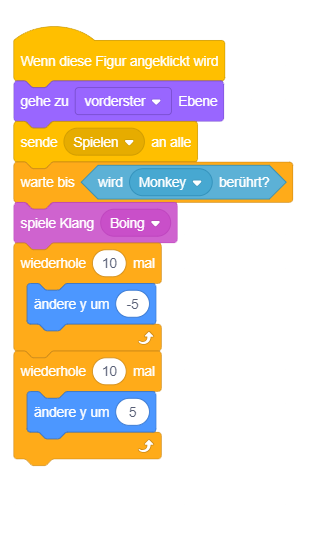 Wenn diese Figur angeklickt wird
gehe zu vorderster Ebene
sende Spielen an alle
warte bis wird Monkey berührt?
spiele Klang Boing
wiederhole 10 mal
ändere y um -5
wiederhole 10 mal
ändere y um 5